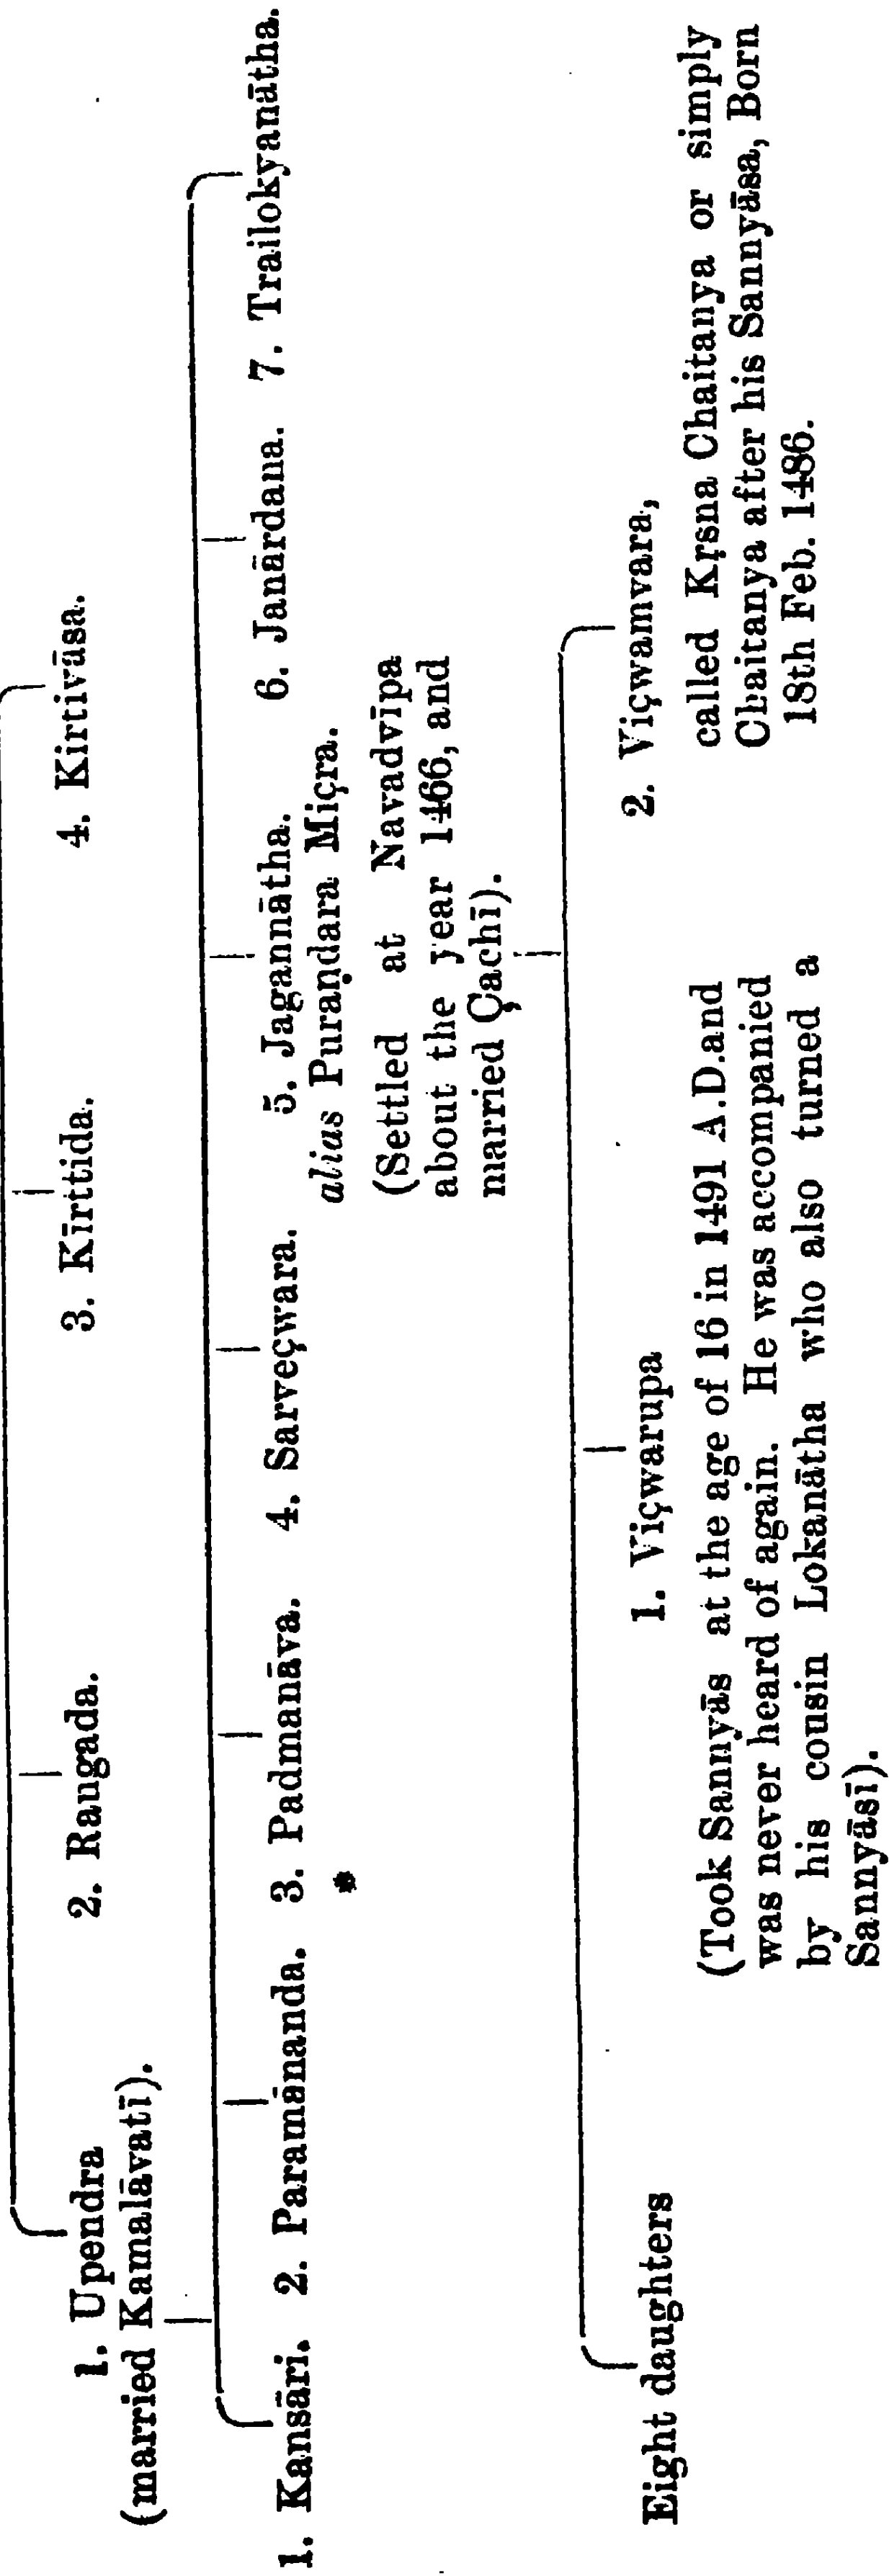 1. Upendra
(married Kamalāvatī).
2. Raugada.
3. Kīrttida.
4. Kirtivāsa.
1. Kansāri.
2. Paramānanda.
3. Padmanāva.
*
4. Sarveçwara.
5. Jagannātha.
alias Puraṇdara Miçra.
(Settled at Navadvīpa
about the year 1466, and
married Çachī).
6. Janārdana.
7. Trailokyanātha.
Eight daughters
1. Viçwarupa
(Took Sannyās at the age of 16 in 1491 A.D. and
was never heard of again. He was accompanied
by his cousin Lokanātha who also turned a
Sannyāsī).
2. Viçwamvara,
called Kṛsna Chaitanya or simply
Chaitanya after his Sannyāsa, Born
18th Feb. 1486.